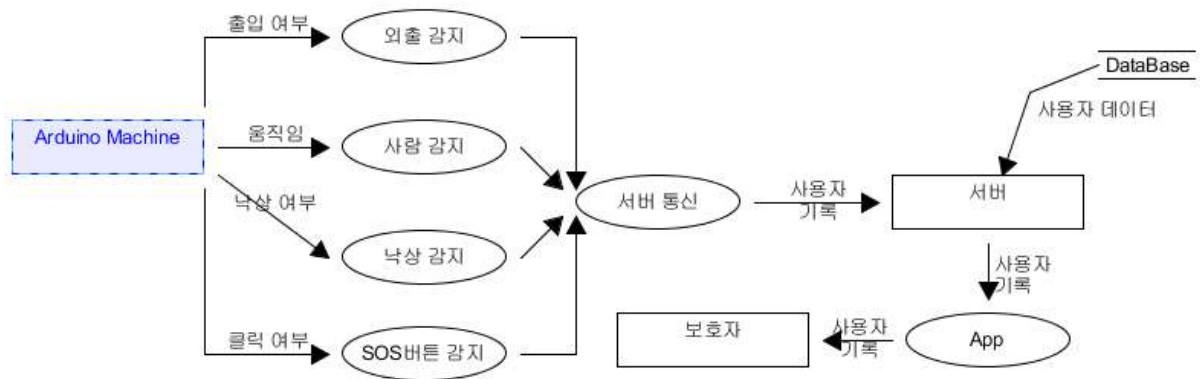 출입 여부
외출 감지
DataBase
사용자 데이터
Arduino Machine
움직임
사람 감지
낙상 여부
서버 통신
사용자
기록
서버
낙상 감지
사용자
기록
클릭 여부
SOS버튼 감지
보호자
사용자
기록
App